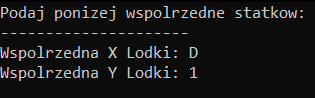 Podaj ponizej wspolrzedne statkow:
---------------------
Wspolrzedna X Lodki: D
Wspolrzedna Y Lodki: 1